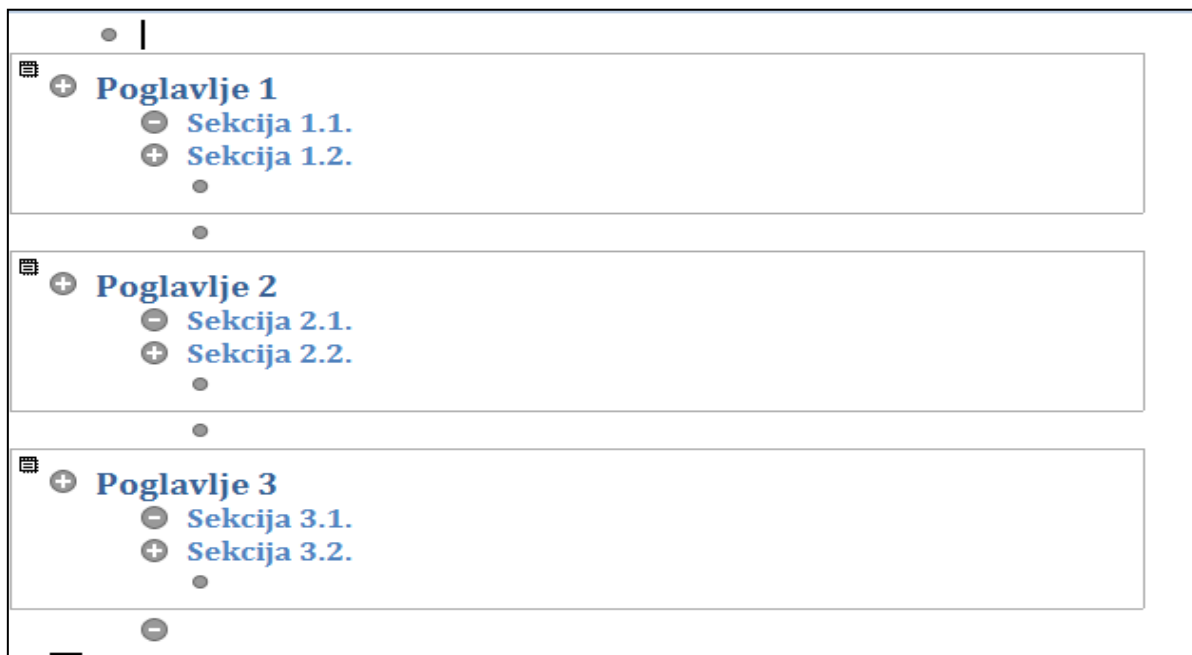 Poglavlje 1
Sekcija 1.1.
Sekcija 1.2.
Poglavlje 2
Sekcija 2.1.
Sekcija 2.2.
Poglavlje 3
Sekcija 3.1.
Sekcija 3.2.